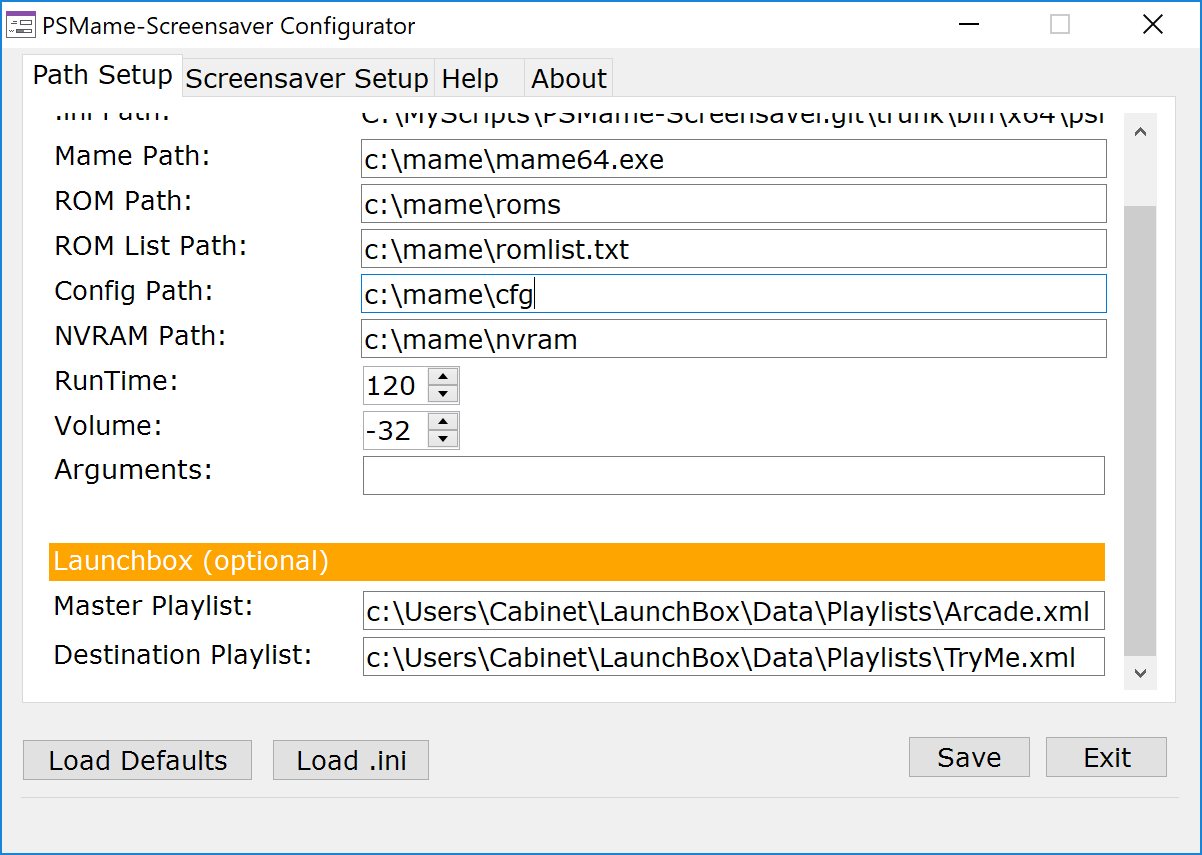 PSMame-Screensaver Configurator
Path Setup Screensaver Setup Help About
.ini Path: C:\MyScripts\PSMame-Screensaver.git\trunk\bin\x64\psm
Mame Path: c:\mame\mame64.exe
ROM Path: c:\mame\roms
ROM List Path: c:\mame\romlist.txt
Config Path: c:\mame\cfg
NVRAM Path: c:\mame\nvram
RunTime: 120
Volume: -32
Arguments:
Launchbox (optional)
Master Playlist: c:\Users\Cabinet\LaunchBox\Data\Playlists\Arcade.xml
Destination Playlist: c:\Users\Cabinet\LaunchBox\Data\Playlists\TryMe.xml
Load Defaults Load .ini Save Exit